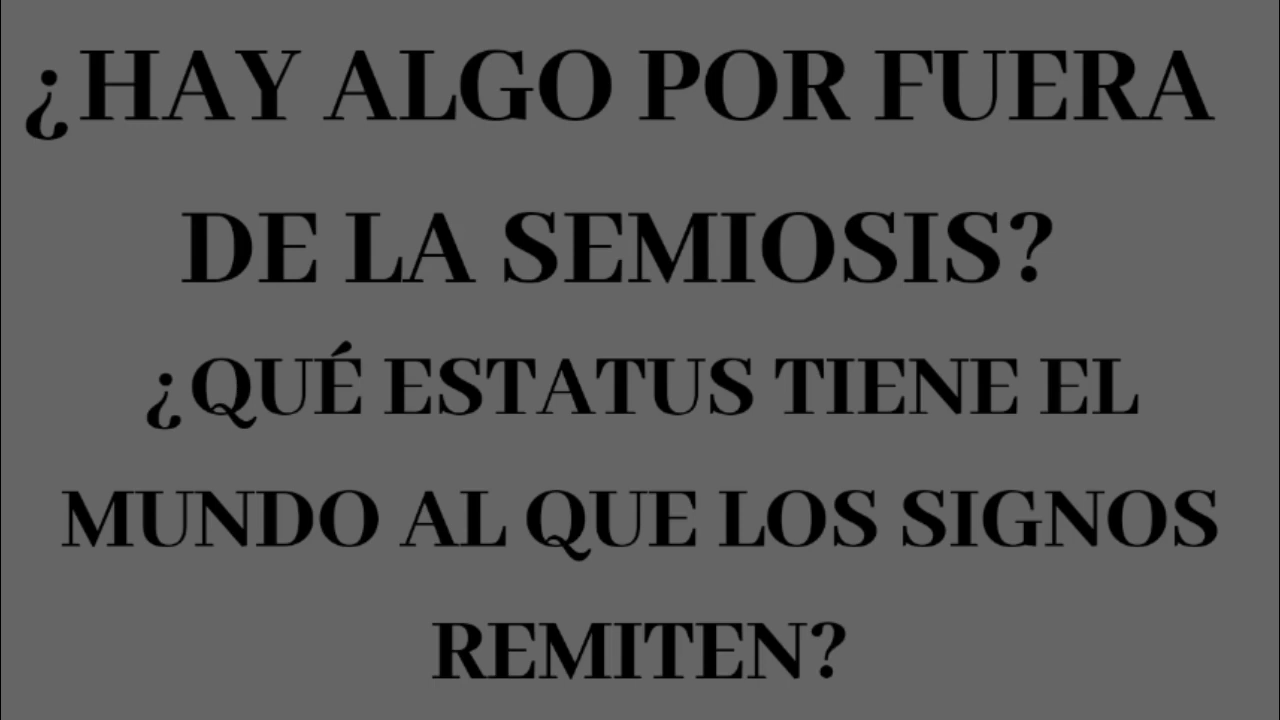 ¿HAY ALGO POR FUERA
DE LA SEMIOSIS?
¿QUÉ ESTATUS TIENE EL
MUNDO AL QUE LOS SIGNOS
REMITEN?